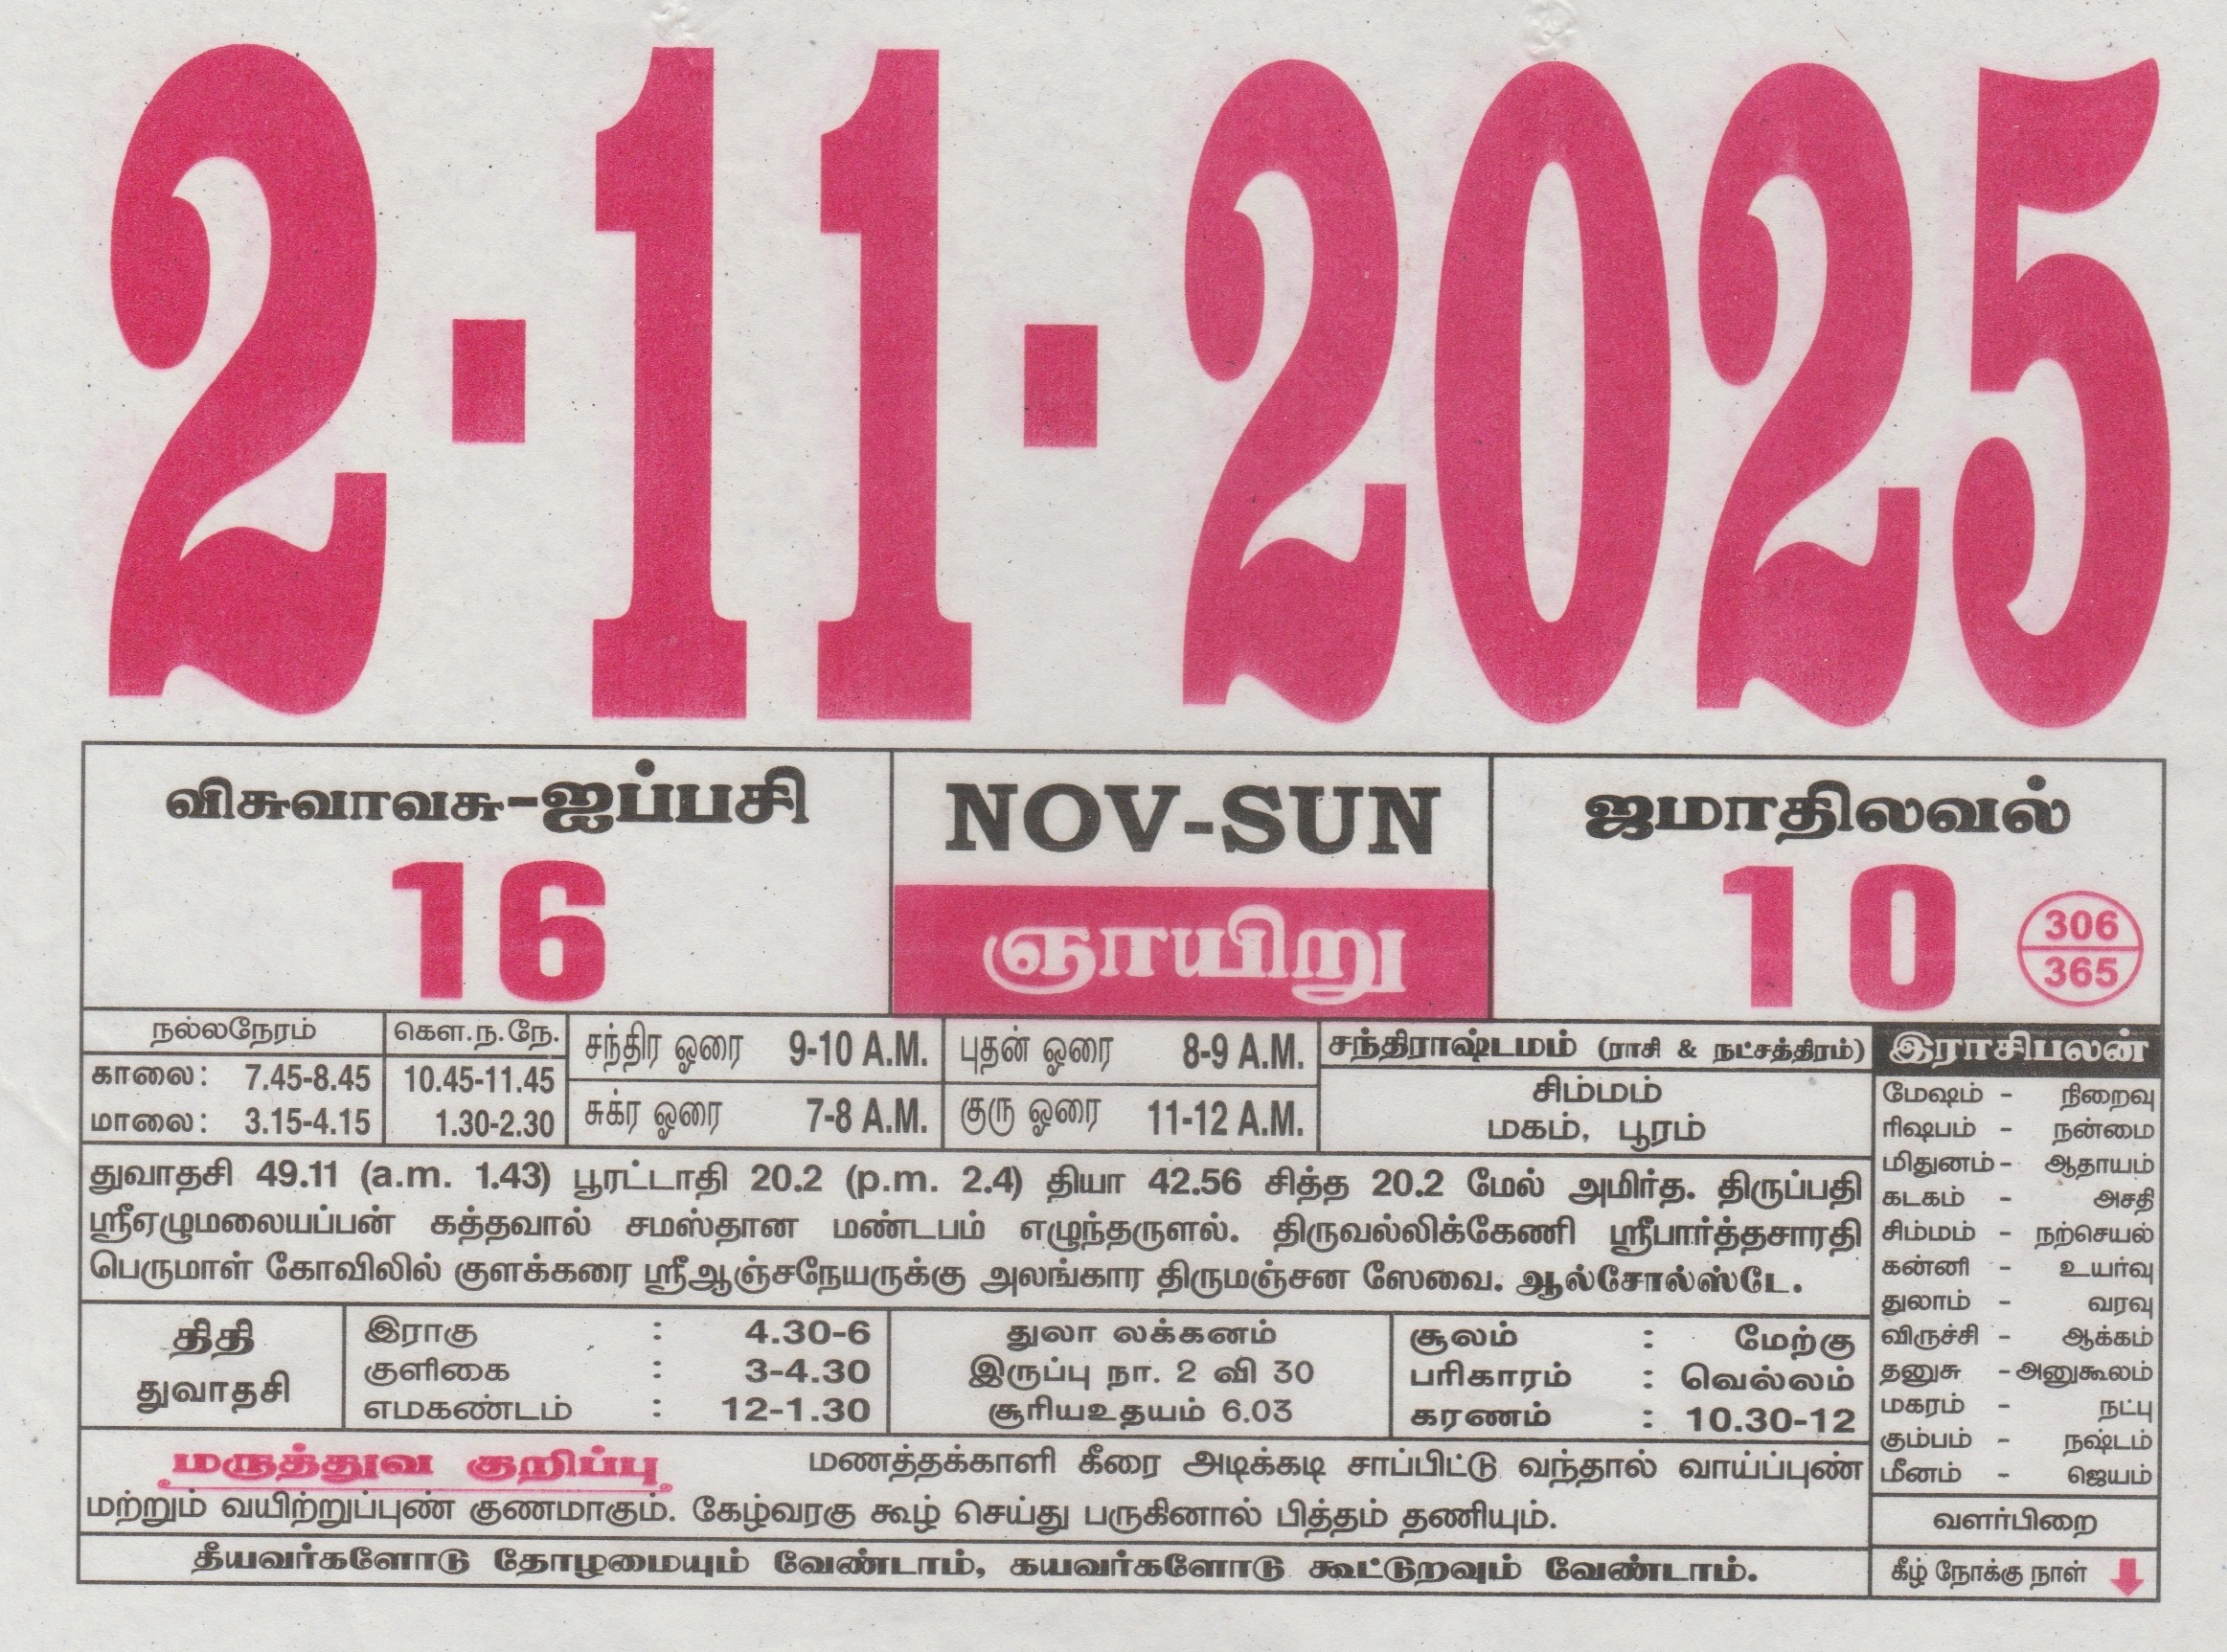 2-11-2025
விசுவாவசு-ஐப்பசி
16
NOV-SUN
ஞாயிறு
ஜமாதிலவல்
10
306
365
நல்லநேரம் கௌ.ந.நே.
காலை: 7.45-8.45 10.45-11.45
மாலை: 3.15-4.15 1.30-2.30
சந்திர ஓரை 9-10 A.M. புதன் ஓரை 8-9 A.M.
சுக்ர ஓரை 7-8 A.M. குரு ஓரை 11-12 A.M.
சந்திராஷ்டமம் (ராசி & நட்சத்திரம்)
சிம்மம்
மகம், பூரம்
துவாதசி 49.11 (a.m. 1.43) பூரட்டாதி 20.2 (p.m. 2.4) தியா 42.56 சித்த 20.2 மேல் அமிர்த. திருப்பதி
ஸ்ரீஏழுமலையப்பன் கத்தவால் சமஸ்தான மண்டபம் எழுந்தருளல். திருவல்லிக்கேணி ஸ்ரீபார்த்தசாரதி
பெருமாள் கோவிலில் குளக்கரை ஸ்ரீஆஞ்சநேயருக்கு அலங்கார திருமஞ்சன ஸேவை. ஆல்சோல்ஸ்டே.
திதி
துவாதசி
இராகு : 4.30-6
குளிகை : 3-4.30
எமகண்டம் : 12-1.30
துலா லக்கனம்
இருப்பு நா. 2 வி 30
சூரியஉதயம் 6.03
சூலம் : மேற்கு
பரிகாரம் : வெல்லம்
கரணம் : 10.30-12
மருத்துவ குறிப்பு மணத்தக்காளி கீரை அடிக்கடி சாப்பிட்டு வந்தால் வாய்ப்புண்
மற்றும் வயிற்றுப்புண் குணமாகும். கேழ்வரகு கூழ் செய்து பருகினால் பித்தம் தணியும்.
தீயவர்களோடு தோழமையும் வேண்டாம், கயவர்களோடு கூட்டுறவும் வேண்டாம்.
இராசிபலன்
மேஷம் - நிறைவு
ரிஷபம் - நன்மை
மிதுனம் - ஆதாயம்
கடகம் - அசதி
சிம்மம் - நற்செயல்
கன்னி - உயர்வு
துலாம் - வரவு
விருச்சி - ஆக்கம்
தனுசு - அனுகூலம்
மகரம் - நட்பு
கும்பம் - நஷ்டம்
மீனம் - ஜெயம்
வளர்பிறை
கீழ் நோக்கு நாள்